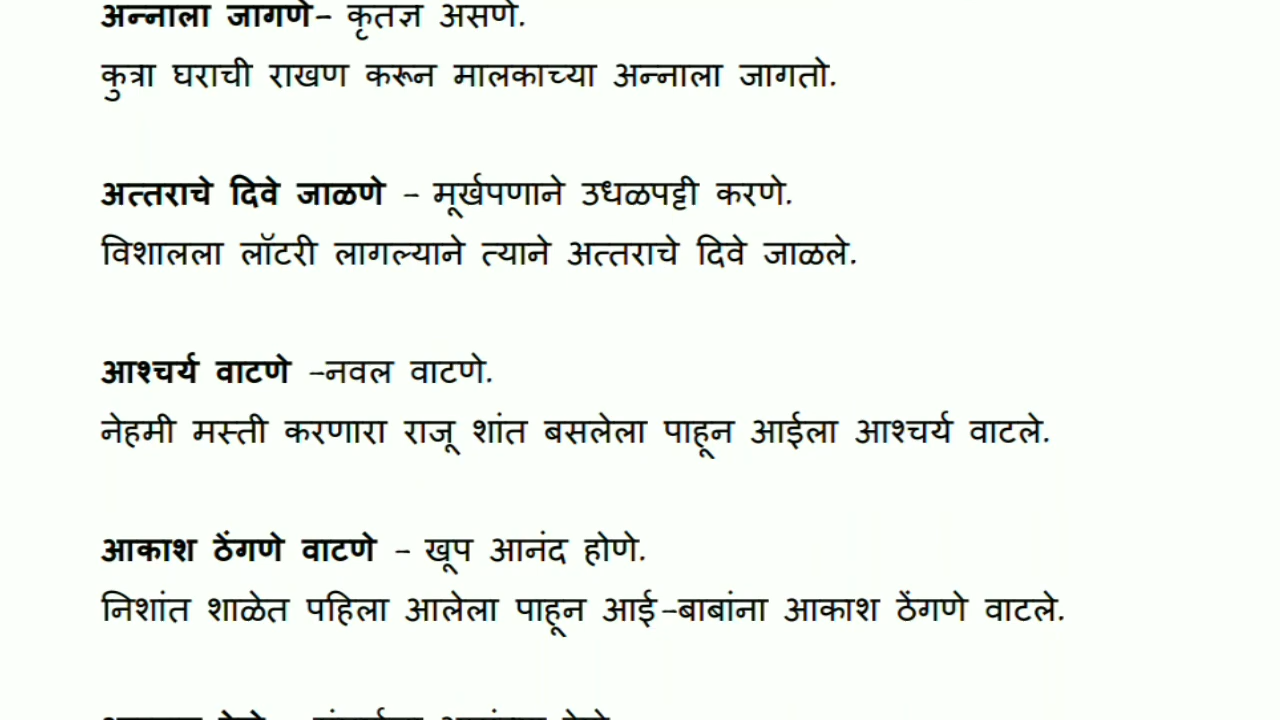 अन्नाला जागणे- कृतज्ञ असणे.
कुत्रा घराची राखण करून मालकाच्या अन्नाला जागतो.
अत्तराचे दिवे जाळणे - मूर्खपणाने उधळपट्टी करणे.
विशालला लॉटरी लागल्याने त्याने अत्तराचे दिवे जाळले.
आश्चर्य वाटणे -नवल वाटणे.
नेहमी मस्ती करणारा राजू शांत बसलेला पाहून आईला आश्चर्य वाटले.
आकाश ठेंगणे वाटणे - खूप आनंद होणे.
निशांत शाळेत पहिला आलेला पाहून आई-बाबांना आकाश ठेंगणे वाटले.